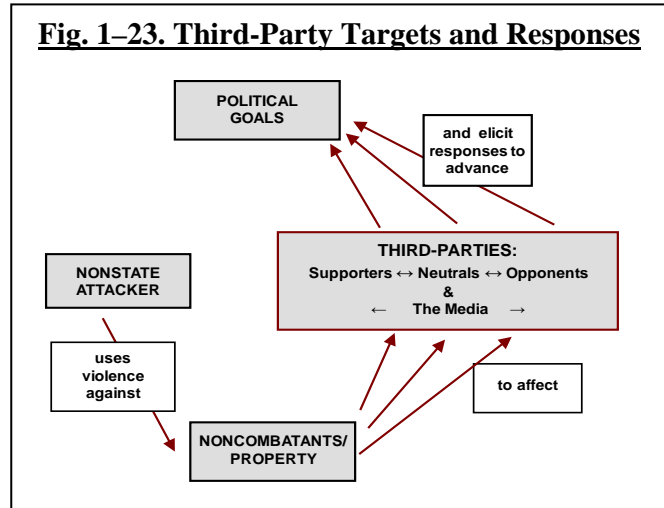 Fig. 1–23. Third-Party Targets and Responses
POLITICAL
GOALS
and elicit
responses to
advance
THIRD-PARTIES:
Supporters ↔ Neutrals ↔ Opponents
&
← The Media →
NONSTATE
ATTACKER
uses
violence
against
to affect
NONCOMBATANTS/
PROPERTY